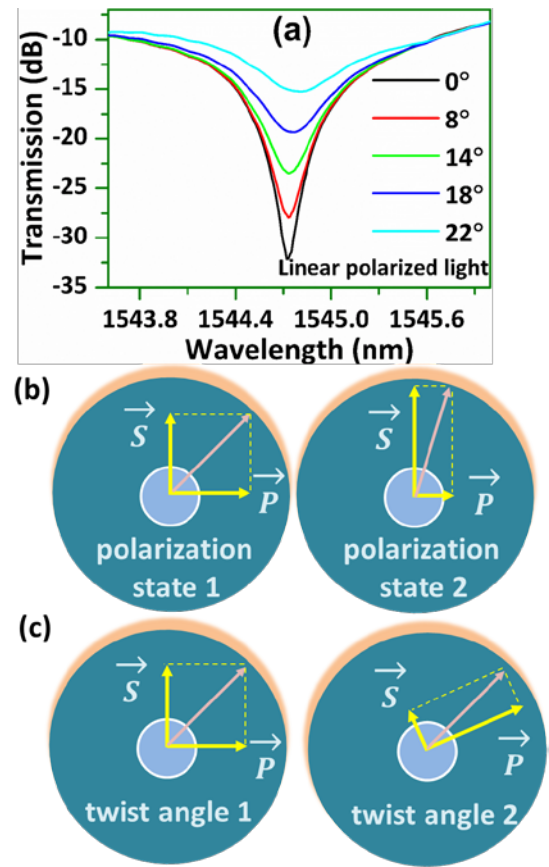 (a)
Transmission (dB)
-10
-15
-20
-25
-30
-35
0°
8°
14°
18°
22°
Linear polarized light
1543.8 1544.4 1545.0 1545.6
Wavelength (nm)
(b)
S P
polarization
state 1
S P
polarization
state 2
(c)
S P
twist angle 1
S P
twist angle 2